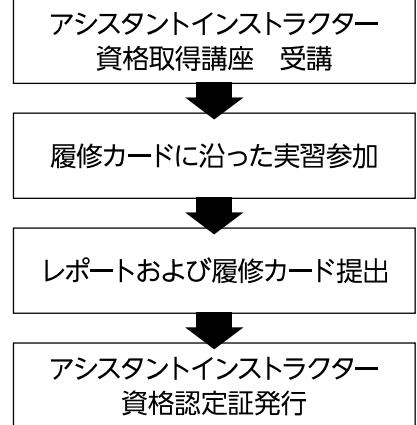 アシスタントインストラクター
資格取得講座　受講
履修カードに沿った実習参加
レポートおよび履修カード提出
アシスタントインストラクター
資格認定証発行